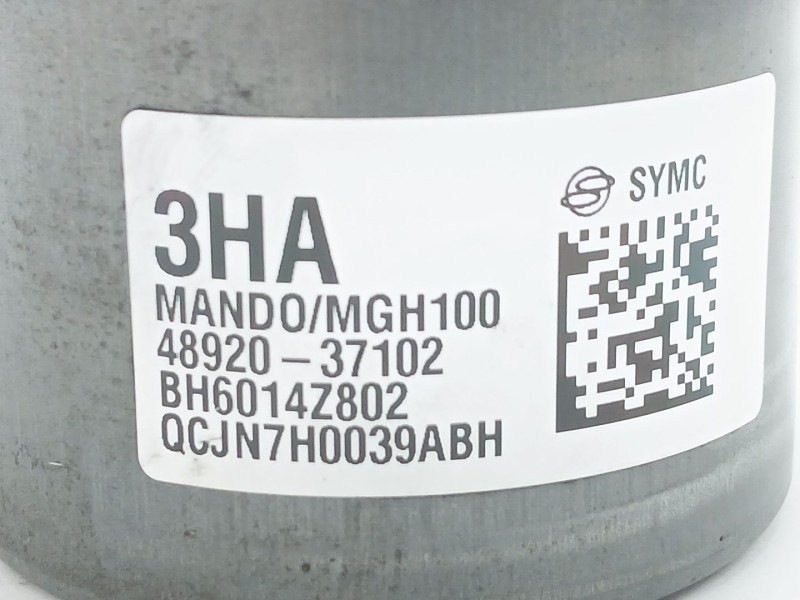 SYMC
3HA
MANDO/MGH100
48920-37102
BH6014Z802
QCJN7H0039ABH